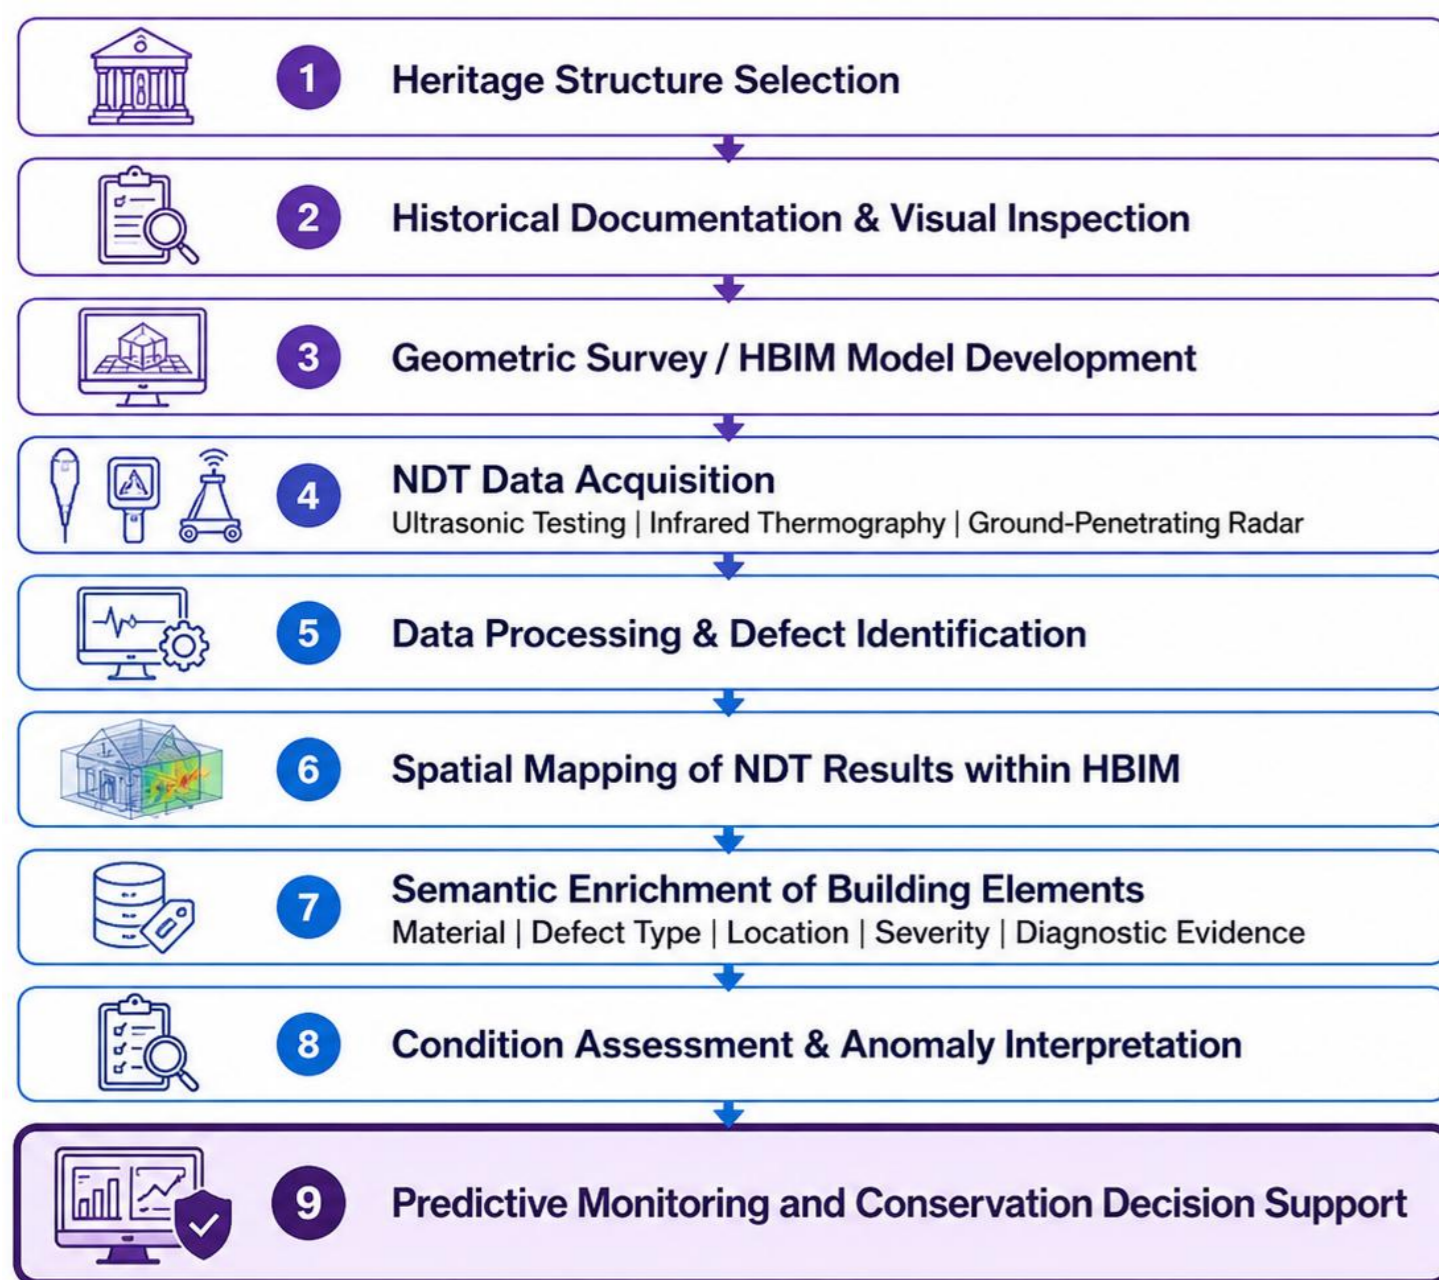 1
Heritage Structure Selection
2
Historical Documentation & Visual Inspection
3
Geometric Survey / HBIM Model Development
4
NDT Data Acquisition
Ultrasonic Testing | Infrared Thermography | Ground-Penetrating Radar
5
Data Processing & Defect Identification
6
Spatial Mapping of NDT Results within HBIM
7
Semantic Enrichment of Building Elements
Material | Defect Type | Location | Severity | Diagnostic Evidence
8
Condition Assessment & Anomaly Interpretation
9
Predictive Monitoring and Conservation Decision Support